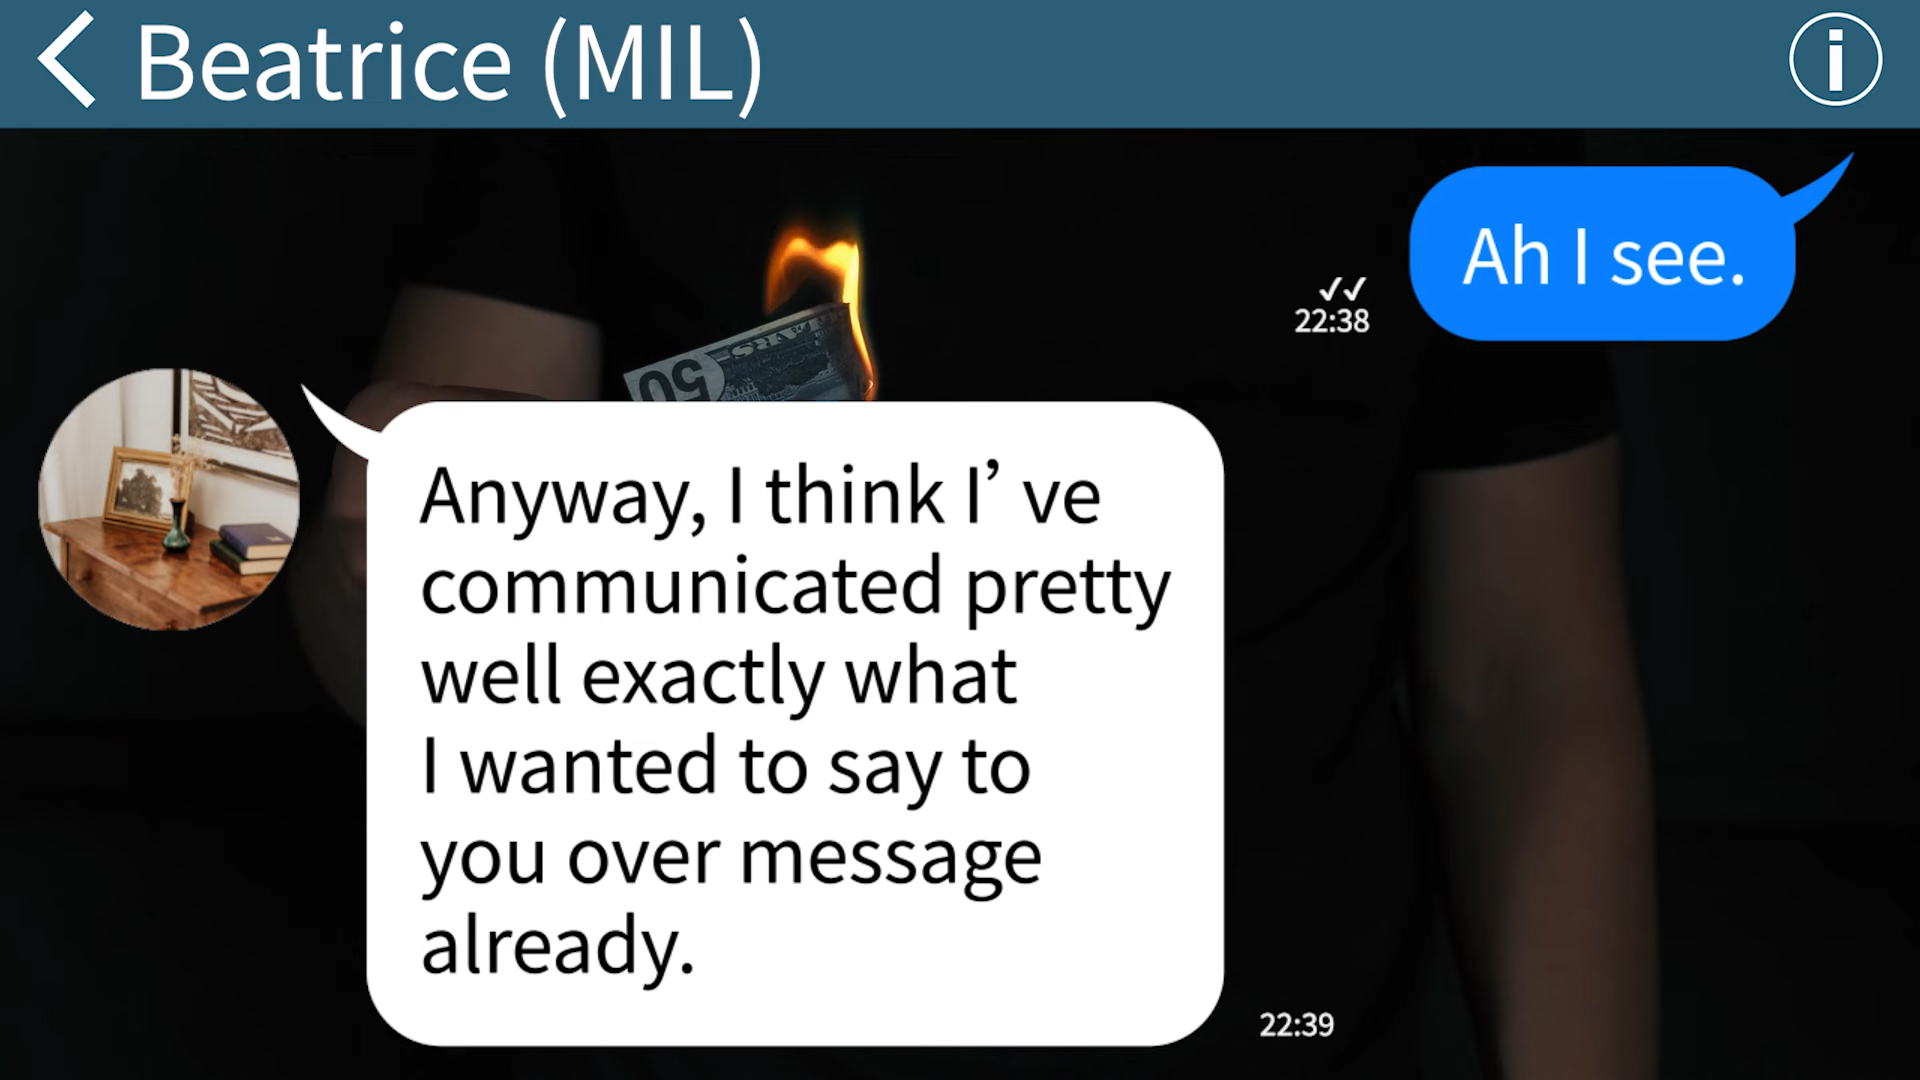 Beatrice (MIL)
Ah I see.
22:38
50
Anyway, I think I’ve
communicated pretty
well exactly what
I wanted to say to
you over message
already.
22:39